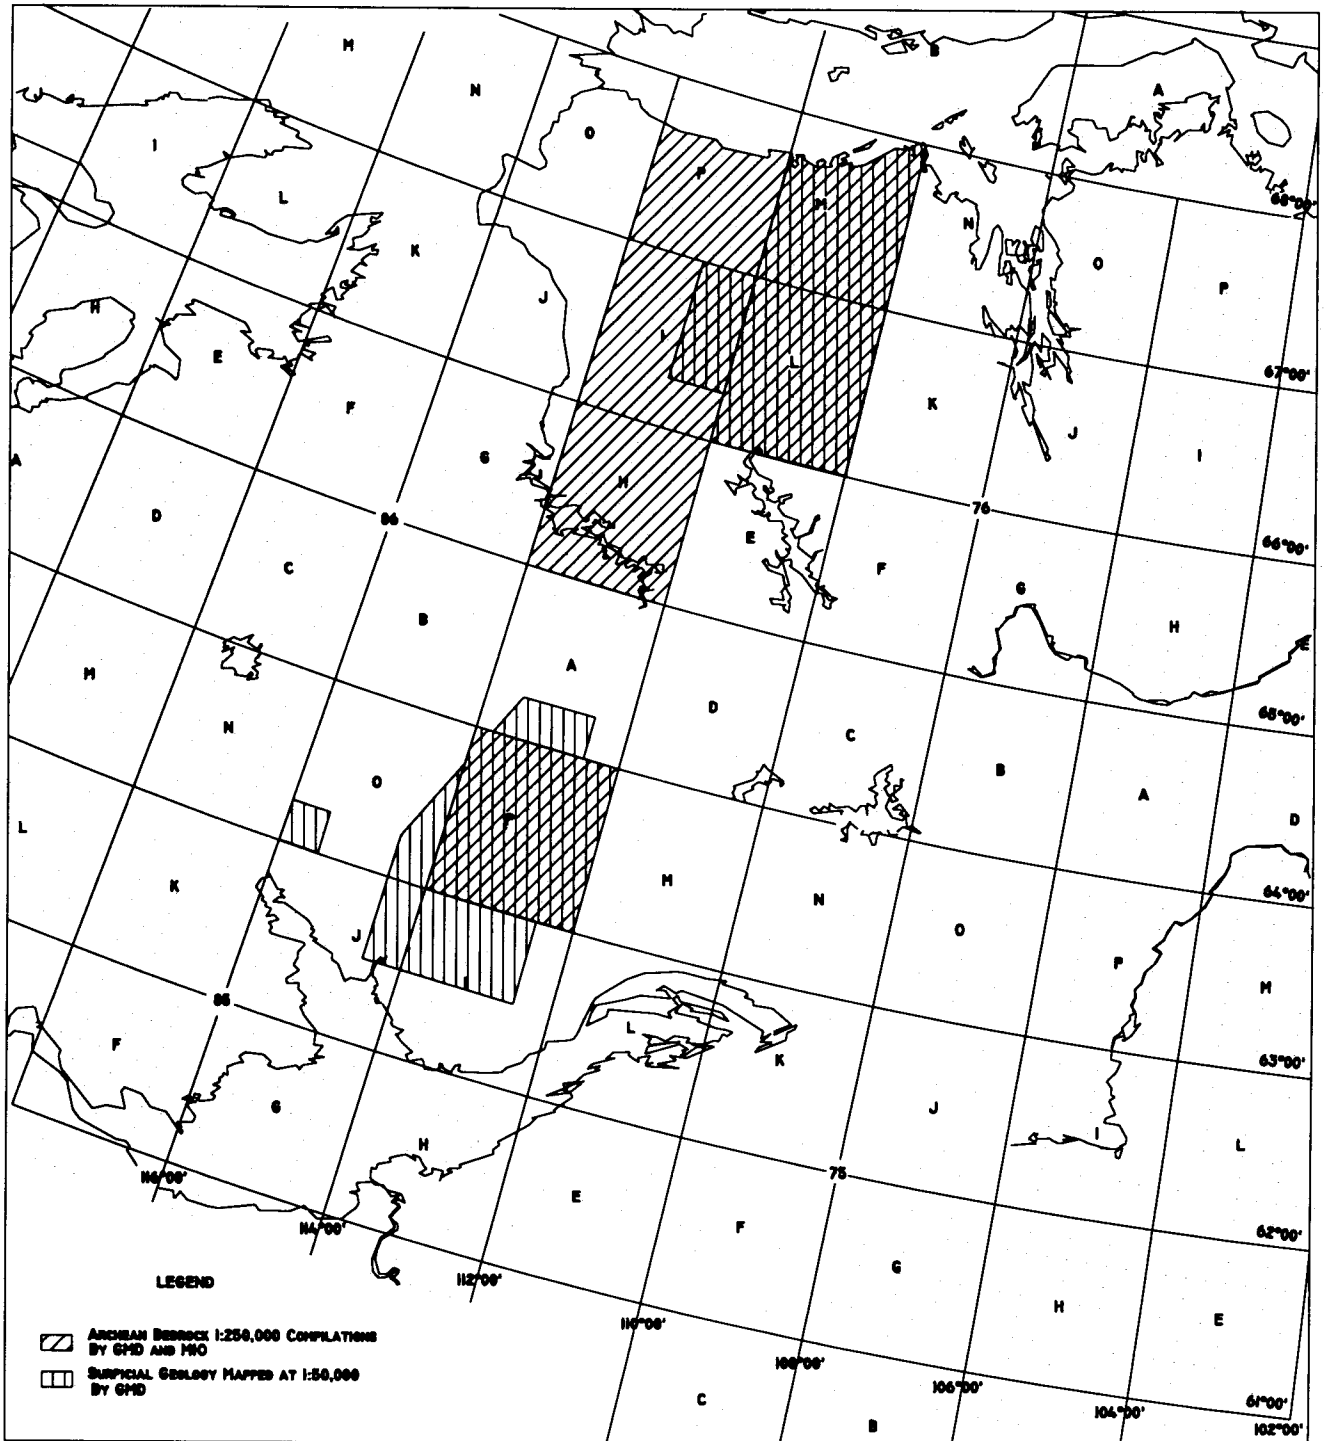 M
B
N
A
O
I
P
L
M
N
K
O
J
P
H
I
E
L
K
F
J
G
I
A
H
D
86
E
76
C
F
G
B
H
E
A
M
D
N
C
B
O
A
P
D
L
K
M
N
J
O
I
P
M
85
F
L
K
G
J
H
I
L
75
E
F
G
H
E
C
B
68°00'
67°00'
66°00'
65°00'
64°00'
63°00'
62°00'
61°00'
116°00'
114°00'
112°00'
110°00'
108°00'
106°00'
104°00'
102°00'
LEGEND
ARCHEAN BEDROCK 1:250,000 COMPILATIONS
BY GMD AND MIO
SURFICIAL GEOLOGY MAPPED AT 1:50,000
BY GMD